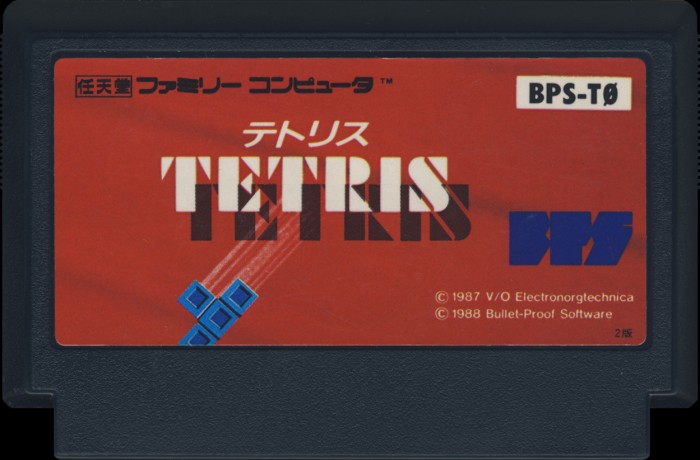 任天堂 ファミリー コンピュータ™
BPS-TØ
テトリス
TETRIS
BPS
© 1987 V/O Electronorgtechnica
© 1988 Bullet-Proof Software
2版